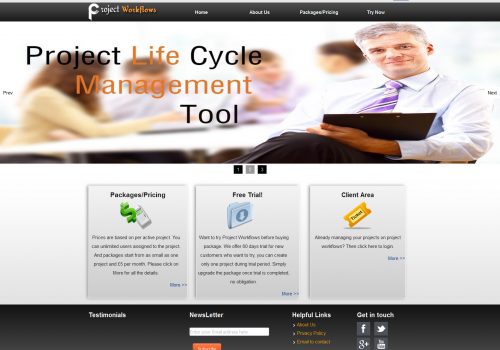 Project Workflows
Home
About Us
Packages/Pricing
Try Now
Project Life Cycle
Management
Tool
Prev
Next
1
2
3
Packages/Pricing
Prices are based on per active project. You
can unlimited users assigned to the project.
And packages start from as small as one
project and £5 per month. Please click on
More for all the details.
More >>
Free Trial!
Want to try Project Workflows before buying
package. We offer 60 days trial for new
customers who want to try, you can create
only one project during trial period. Simply
upgrade the package once trial is completed,
no obligation.
More >>
Client Area
Ticket
Already managing your projects on project
workflows? Then click here to login.
More >>
Testimonials
NewsLetter
Enter your Email address here...
Subscribe
Helpful Links
> About Us
> Privacy Policy
> Email to contact
Get in touch
f
g+
You
Tube